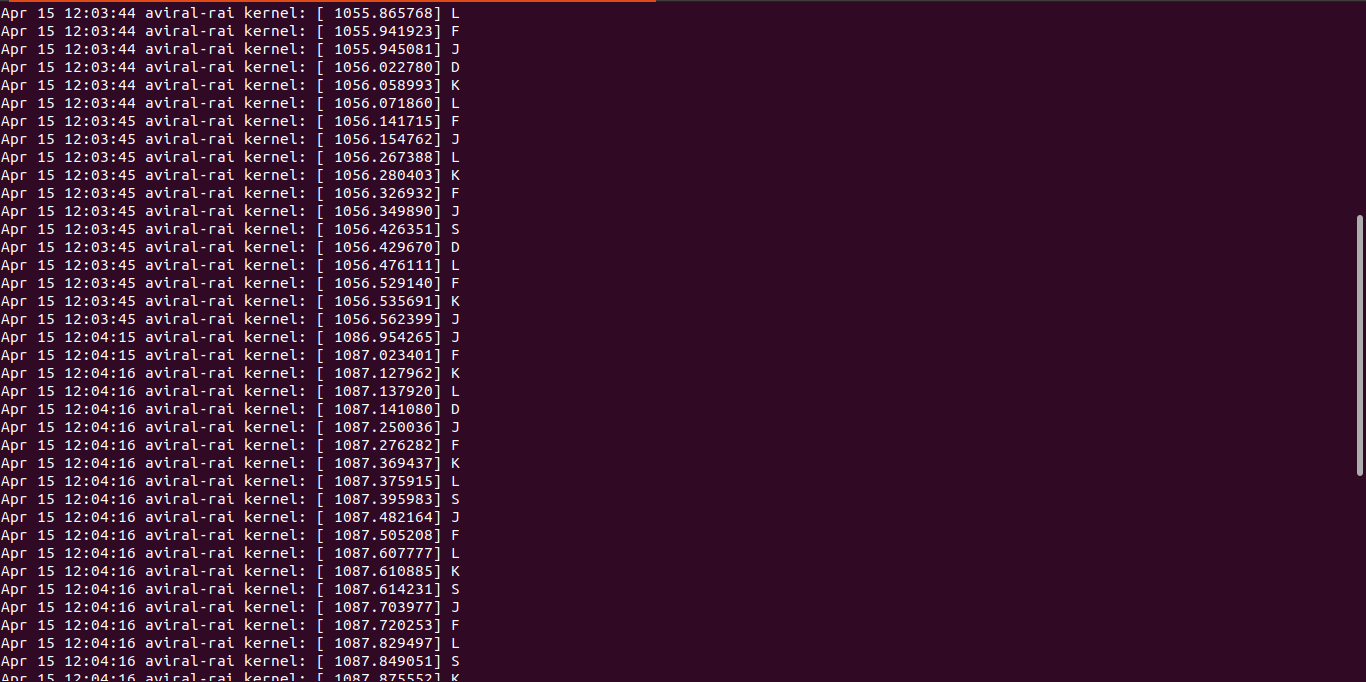 Apr 15 12:03:44 aviral-rai kernel: [ 1055.865768] L
Apr 15 12:03:44 aviral-rai kernel: [ 1055.941923] F
Apr 15 12:03:44 aviral-rai kernel: [ 1055.945081] J
Apr 15 12:03:44 aviral-rai kernel: [ 1056.022780] D
Apr 15 12:03:44 aviral-rai kernel: [ 1056.058993] K
Apr 15 12:03:44 aviral-rai kernel: [ 1056.071860] L
Apr 15 12:03:45 aviral-rai kernel: [ 1056.141715] F
Apr 15 12:03:45 aviral-rai kernel: [ 1056.154762] J
Apr 15 12:03:45 aviral-rai kernel: [ 1056.267388] L
Apr 15 12:03:45 aviral-rai kernel: [ 1056.280403] K
Apr 15 12:03:45 aviral-rai kernel: [ 1056.326932] F
Apr 15 12:03:45 aviral-rai kernel: [ 1056.349890] J
Apr 15 12:03:45 aviral-rai kernel: [ 1056.426351] S
Apr 15 12:03:45 aviral-rai kernel: [ 1056.429670] D
Apr 15 12:03:45 aviral-rai kernel: [ 1056.476111] L
Apr 15 12:03:45 aviral-rai kernel: [ 1056.529140] F
Apr 15 12:03:45 aviral-rai kernel: [ 1056.535691] K
Apr 15 12:03:45 aviral-rai kernel: [ 1056.562399] J
Apr 15 12:04:15 aviral-rai kernel: [ 1086.954265] J
Apr 15 12:04:15 aviral-rai kernel: [ 1087.023401] F
Apr 15 12:04:16 aviral-rai kernel: [ 1087.127962] K
Apr 15 12:04:16 aviral-rai kernel: [ 1087.137920] L
Apr 15 12:04:16 aviral-rai kernel: [ 1087.141080] D
Apr 15 12:04:16 aviral-rai kernel: [ 1087.250036] J
Apr 15 12:04:16 aviral-rai kernel: [ 1087.276282] F
Apr 15 12:04:16 aviral-rai kernel: [ 1087.369437] K
Apr 15 12:04:16 aviral-rai kernel: [ 1087.375915] L
Apr 15 12:04:16 aviral-rai kernel: [ 1087.395983] S
Apr 15 12:04:16 aviral-rai kernel: [ 1087.482164] J
Apr 15 12:04:16 aviral-rai kernel: [ 1087.505208] F
Apr 15 12:04:16 aviral-rai kernel: [ 1087.607777] L
Apr 15 12:04:16 aviral-rai kernel: [ 1087.610885] K
Apr 15 12:04:16 aviral-rai kernel: [ 1087.614231] S
Apr 15 12:04:16 aviral-rai kernel: [ 1087.703977] J
Apr 15 12:04:16 aviral-rai kernel: [ 1087.720253] F
Apr 15 12:04:16 aviral-rai kernel: [ 1087.829497] L
Apr 15 12:04:16 aviral-rai kernel: [ 1087.849051] S
Apr 15 12:04:16 aviral-rai kernel: [ 1087.875552] K